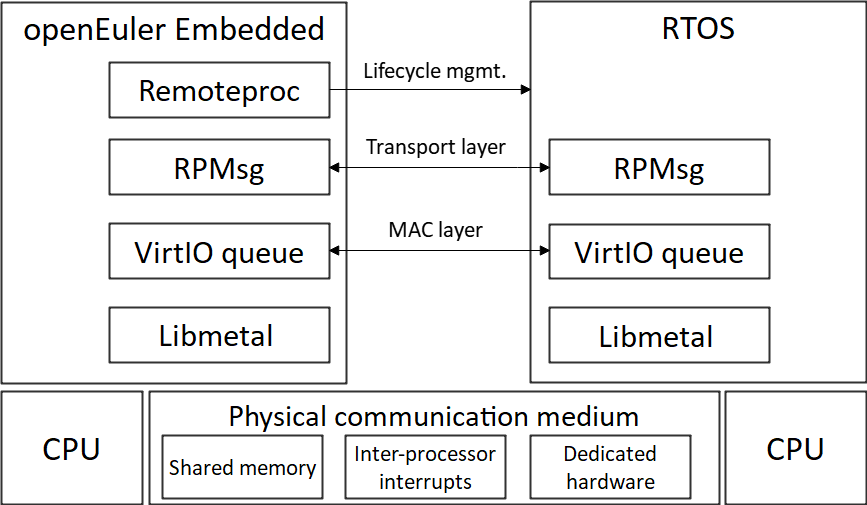 openEuler Embedded
RTOS
Remoteproc
Lifecycle mgmt.
RPMsg
Transport layer
RPMsg
VirtIO queue
MAC layer
VirtIO queue
Libmetal
Libmetal
CPU
Physical communication medium
Shared memory
Inter-processor
interrupts
Dedicated
hardware
CPU